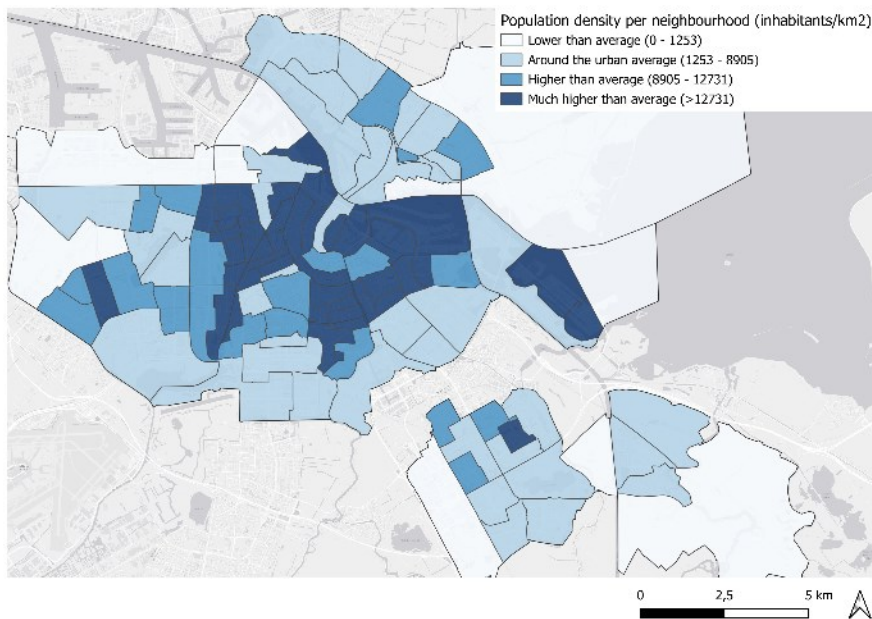 Population density per neighbourhood (inhabitants/km2)
Lower than average (0 - 1253)
Around the urban average (1253 - 8905)
Higher than average (8905 - 12731)
Much higher than average (>12731)
0 2,5 5 km